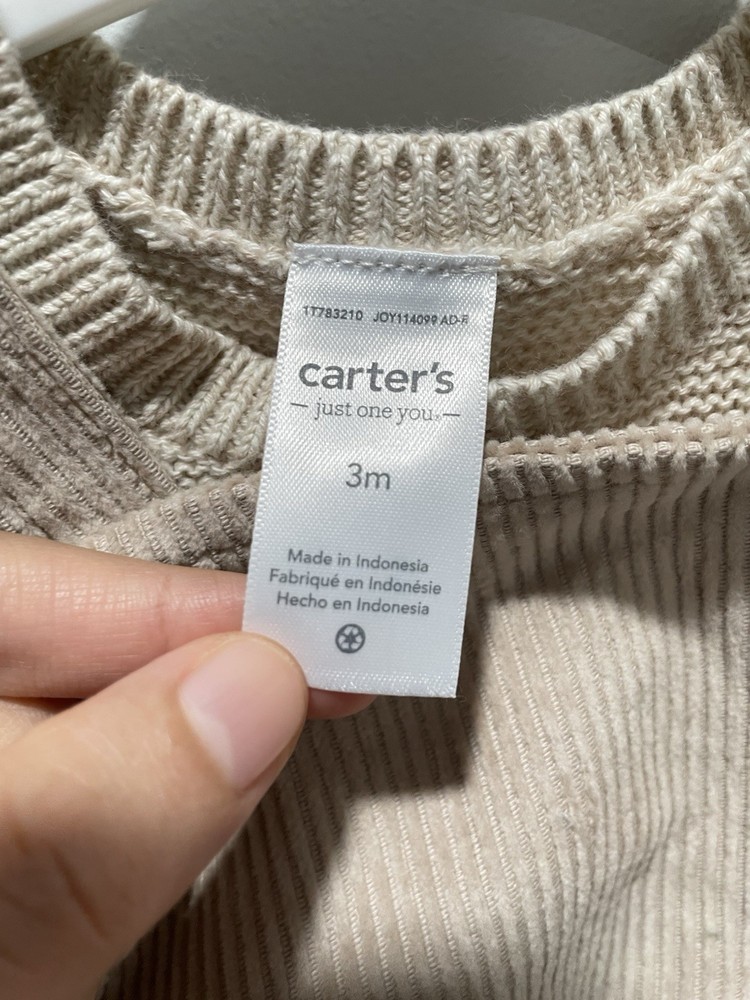 1T783210 JOY114099 AD-R
carter's
just one you®
3m
Made in Indonesia
Fabriqué en Indonésie
Hecho en Indonesia